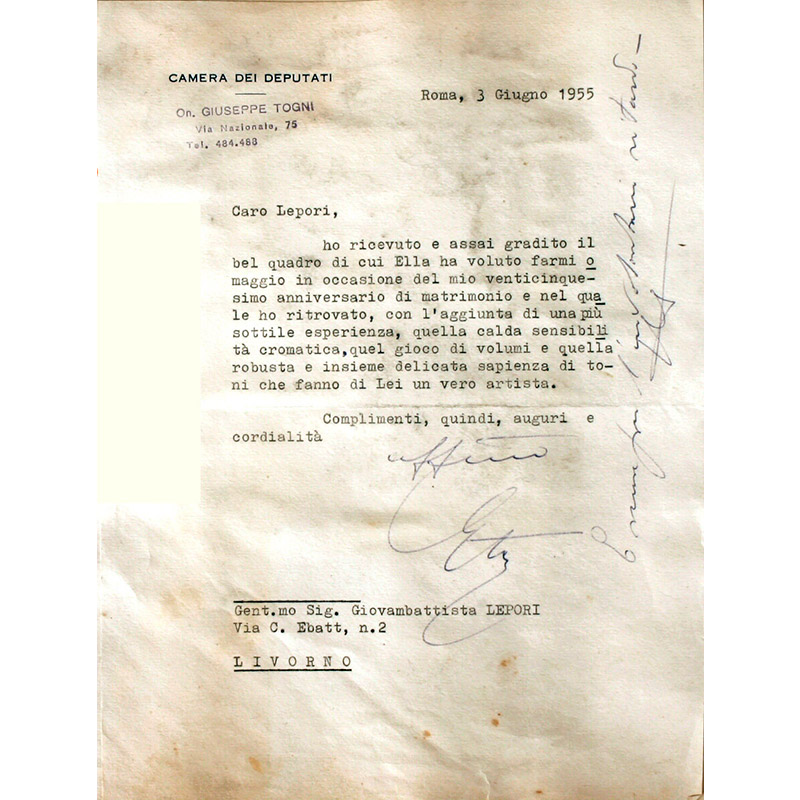 CAMERA DEI DEPUTATI
On. GIUSEPPE TOGNI
Via Nazionale, 75
Tel. 484.488
Roma, 3 Giugno 1955
Caro Lepori,
ho ricevuto e assai gradito il
bel quadro di cui Ella ha voluto farmi o
maggio in occasione del mio venticinque-
simo anniversario di matrimonio e nel qua
le ho ritrovato, con l'aggiunta di una più
sottile esperienza, quella calda sensibili
tà cromatica,quel gioco di volumi e quella
robusta e insieme delicata sapienza di to-
ni che fanno di Lei un vero artista.
Complimenti, quindi, auguri e
cordialità
affmo
Gent.mo Sig. Giovambattista LEPORI
Via C. Ebatt, n.2
LIVORNO